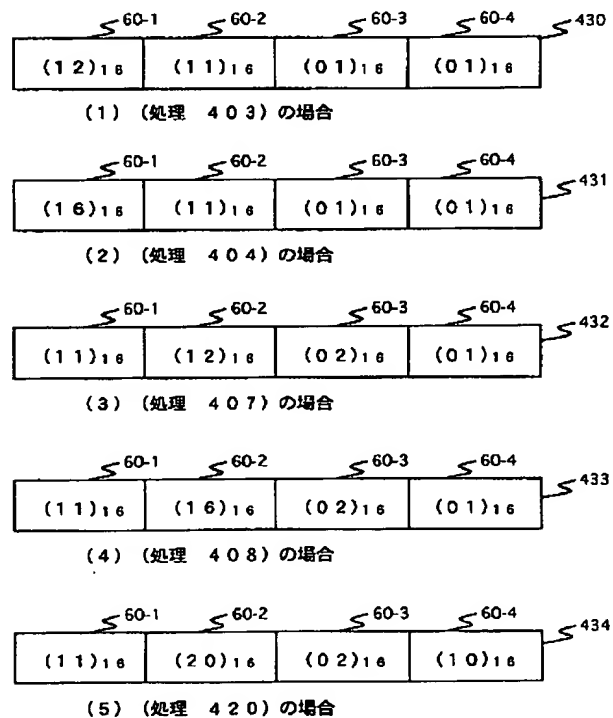 60-1 60-2 60-3 60-4 430
(12)₁₆ (11)₁₆ (01)₁₆ (01)₁₆
(1) (処理 403)の場合
60-1 60-2 60-3 60-4 431
(16)₁₆ (11)₁₆ (01)₁₆ (01)₁₆
(2) (処理 404)の場合
60-1 60-2 60-3 60-4 432
(11)₁₆ (12)₁₆ (02)₁₆ (01)₁₆
(3) (処理 407)の場合
60-1 60-2 60-3 60-4 433
(11)₁₆ (16)₁₆ (02)₁₆ (01)₁₆
(4) (処理 408)の場合
60-1 60-2 60-3 60-4 434
(11)₁₆ (20)₁₆ (02)₁₆ (10)₁₆
(5) (処理 420)の場合